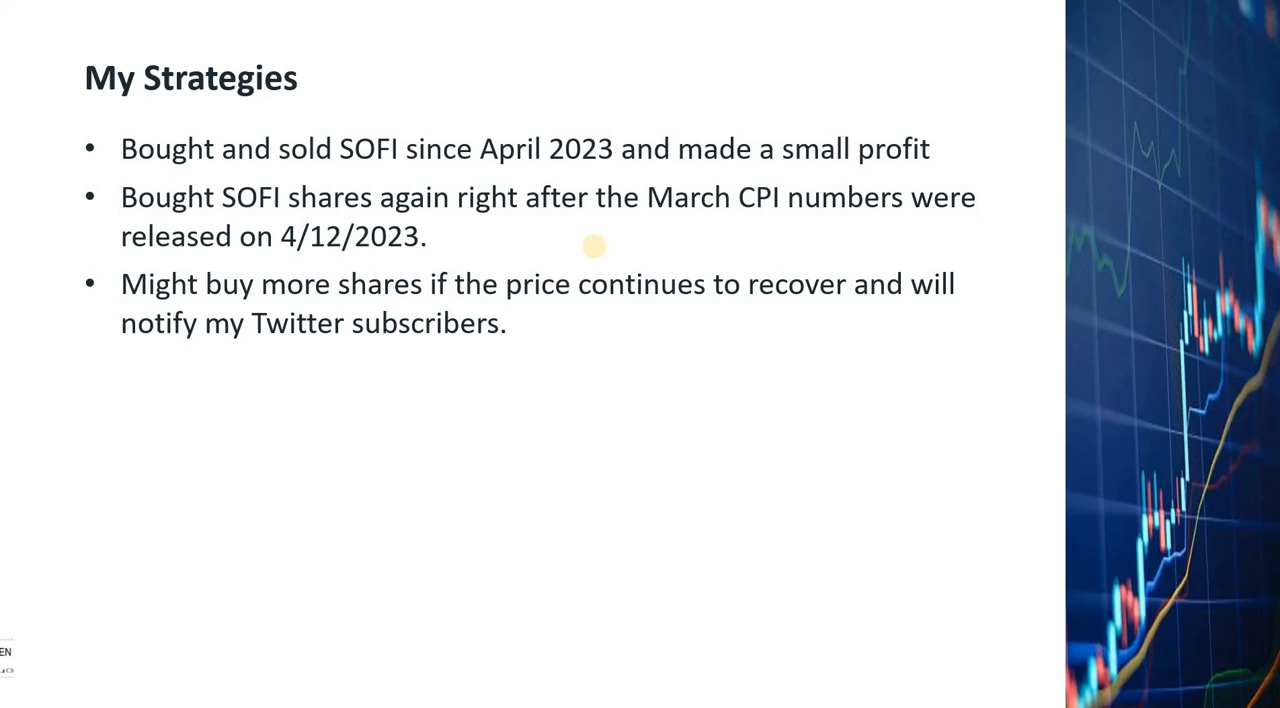 My Strategies
• Bought and sold SOFI since April 2023 and made a small profit
• Bought SOFI shares again right after the March CPI numbers were
released on 4/12/2023.
• Might buy more shares if the price continues to recover and will
notify my Twitter subscribers.
EN